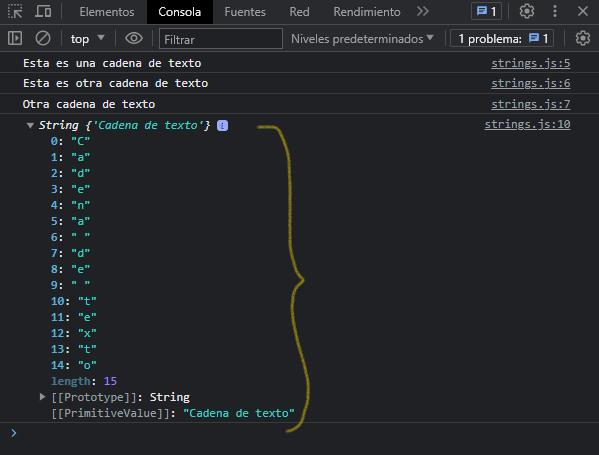 Elementos Consola Fuentes Red Rendimiento 1
top Filtrar Niveles predeterminados 1 problema: 1
Esta es una cadena de texto strings.js:5
Esta es otra cadena de texto strings.js:6
Otra cadena de texto strings.js:7
String {'Cadena de texto'} i strings.js:10
0: "C"
1: "a"
2: "d"
3: "e"
4: "n"
5: "a"
6: " "
7: "d"
8: "e"
9: " "
10: "t"
11: "e"
12: "x"
13: "t"
14: "o"
length: 15
[[Prototype]]: String
[[PrimitiveValue]]: "Cadena de texto"